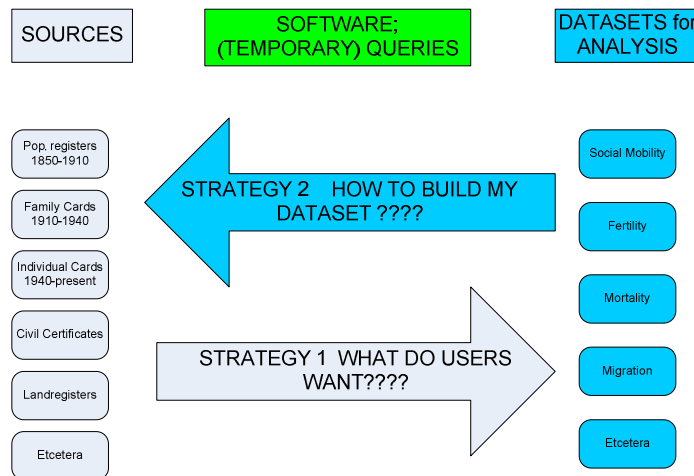 SOURCES
SOFTWARE;
(TEMPORARY) QUERIES
DATASETS for
ANALYSIS
Pop. registers
1850-1910
Family Cards
1910-1940
Individual Cards
1940-present
Civil Certificates
Landregisters
Etcetera
STRATEGY 2 HOW TO BUILD MY
DATASET ????
STRATEGY 1 WHAT DO USERS
WANT????
Social Mobility
Fertility
Mortality
Migration
Etcetera